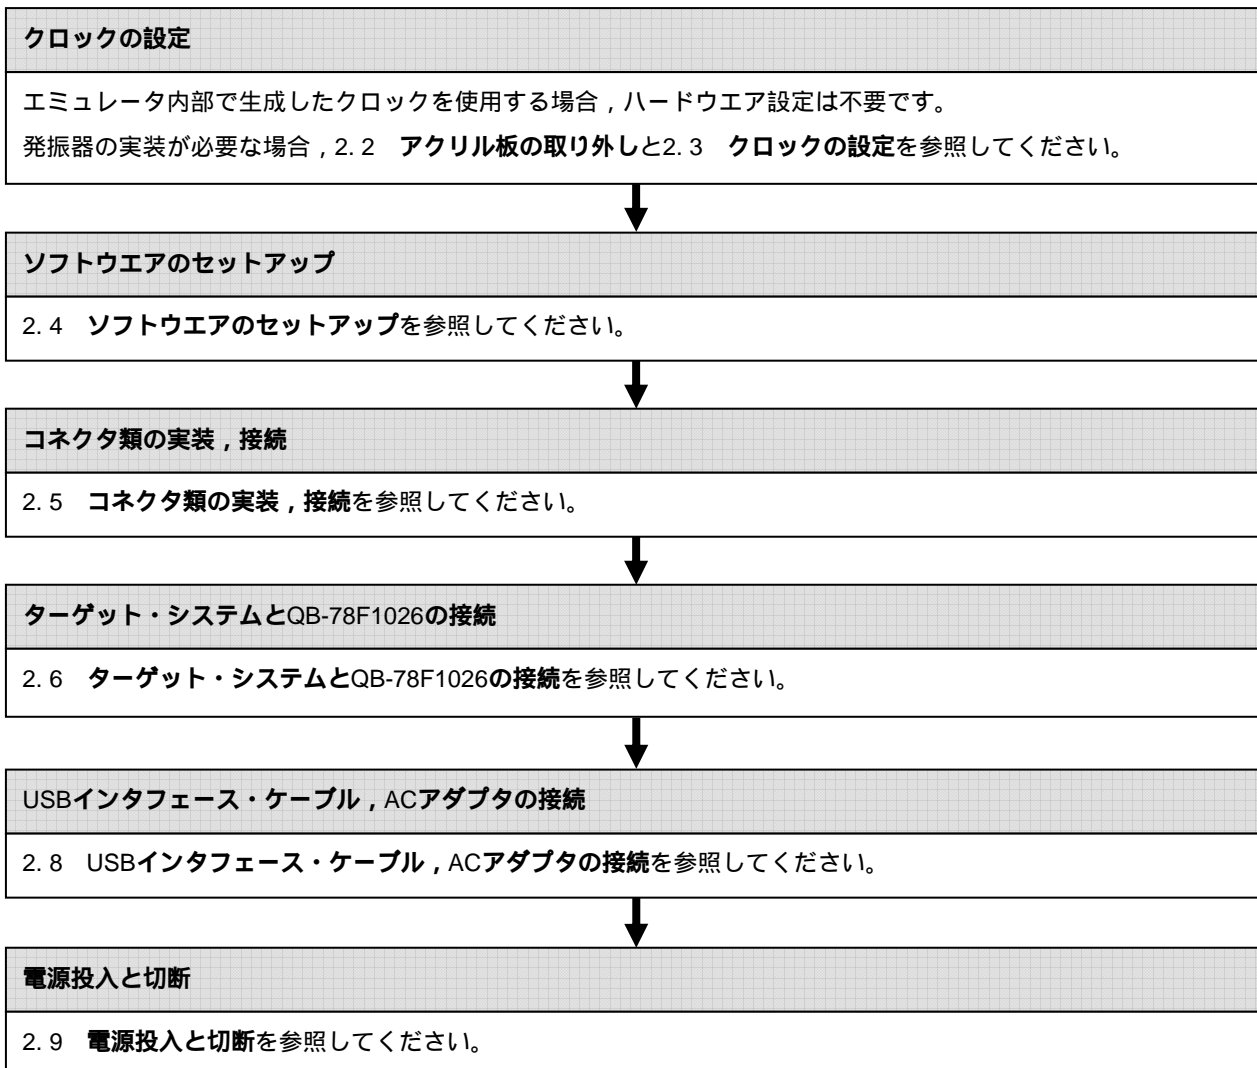 クロックの設定
エミュレータ内部で生成したクロックを使用する場合，ハードウエア設定は不要です。
発振器の実装が必要な場合，2. 2　アクリル板の取り外しと2. 3　クロックの設定を参照してください。
ソフトウエアのセットアップ
2. 4　ソフトウエアのセットアップを参照してください。
コネクタ類の実装，接続
2. 5　コネクタ類の実装，接続を参照してください。
ターゲット・システムとQB-78F1026の接続
2. 6　ターゲット・システムとQB-78F1026の接続を参照してください。
USBインタフェース・ケーブル，ACアダプタの接続
2. 8　USBインタフェース・ケーブル，ACアダプタの接続を参照してください。
電源投入と切断
2. 9　電源投入と切断を参照してください。